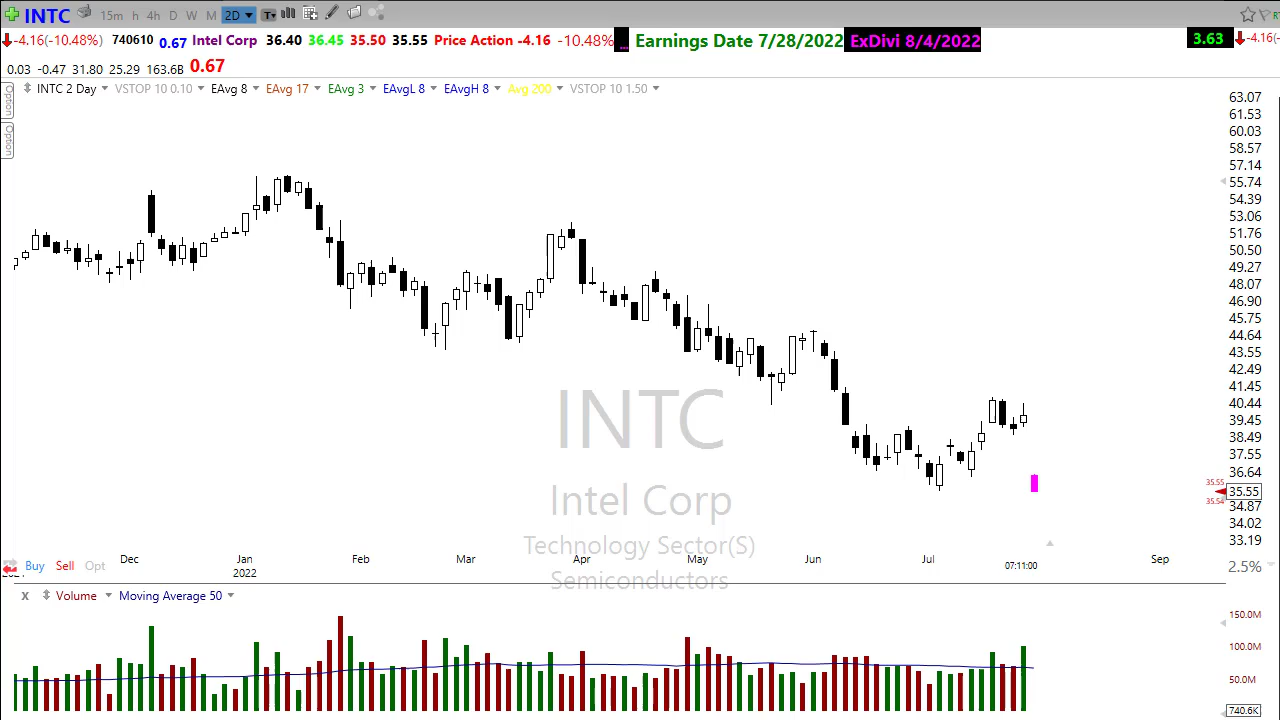 INTC 15m h 4h D W M 2D T
-4.16(-10.48%) 740610 0.67 Intel Corp 36.40 36.45 35.50 35.55 Price Action -4.16 -10.48% ... Earnings Date 7/28/2022 ExDivi 8/4/2022 3.63 -4.16(-
0.03 -0.47 31.80 25.29 163.6B 0.67
Option
Option
INTC 2 Day VSTOP 10 0.10 EAvg 8 EAvg 17 EAvg 3 EAvgL 8 EAvgH 8 Avg 200 VSTOP 10 1.50
63.07
61.53
60.03
58.57
57.14
55.74
54.39
53.06
51.76
50.50
49.27
48.07
46.90
45.75
44.64
43.55
42.49
41.45
40.44
39.45
38.49
37.55
36.64
35.55
35.55
35.54
34.87
34.02
33.19
INTC
Intel Corp
Technology Sector(S)
Semiconductors
Dec Jan Feb Mar Apr May Jun Jul Sep
2022
07:11:00
Buy Sell Opt
2.5%
x Volume Moving Average 50
150.0M
100.0M
50.0M
740.6K